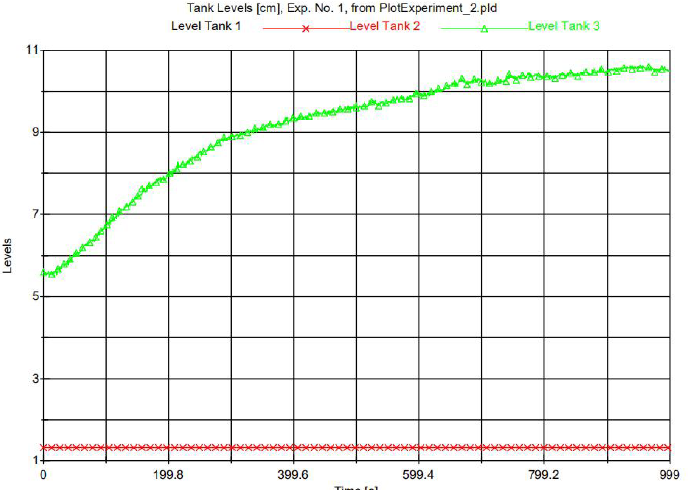 Tank Levels [cm], Exp. No. 1, from PlotExperiment_2.pld
Level Tank 1 Level Tank 2 Level Tank 3
11
9
7
Levels
5
3
1
0 199.8 399.6 599.4 799.2 999
Time [s]